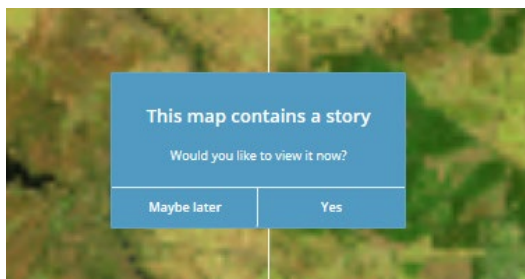 This map contains a story
Would you like to view it now?
Maybe later
Yes